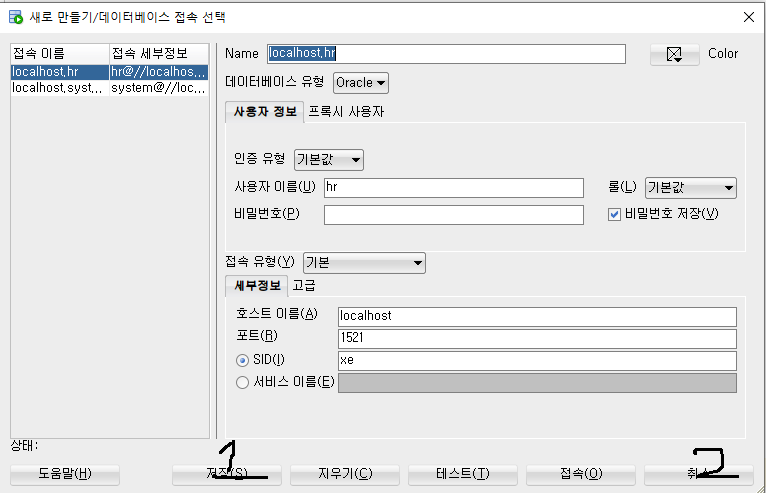 새로 만들기/데이터베이스 접속 선택
접속 이름 접속 세부정보
localhost,hr hr@//localhos,,,
localhost,syst,,, system@//loc,,,
Name localhost,hr Color
데이터베이스 유형 Oracle
사용자 정보 프록시 사용자
인증 유형 기본값
사용자 이름(U) hr 롤(L) 기본값
비밀번호(P) 비밀번호 저장(V)
접속 유형(Y) 기본
세부정보 고급
호스트 이름(A) localhost
포트(R) 1521
SID(I) xe
서비스 이름(E)
상태:
1 2
도움말(H) 저장(S) 지우기(C) 테스트(T) 접속(O) 취소